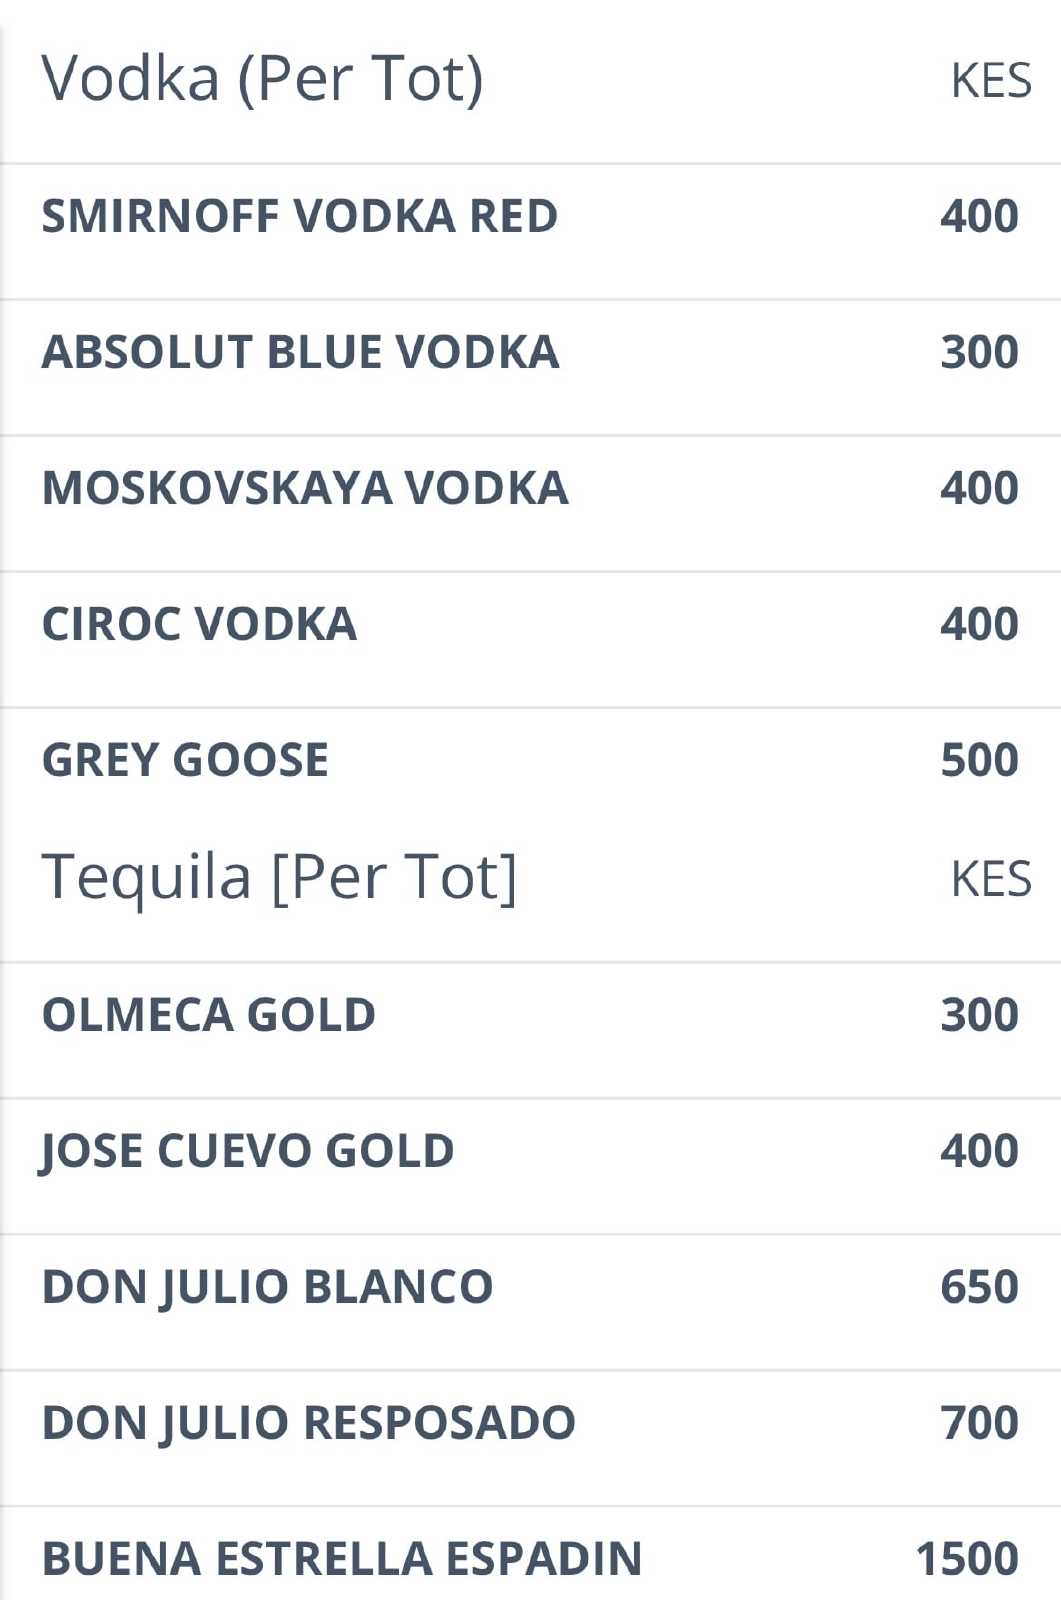 Vodka (Per Tot) KES
SMIRNOFF VODKA RED 400
ABSOLUT BLUE VODKA 300
MOSKOVSKAYA VODKA 400
CIROC VODKA 400
GREY GOOSE 500
Tequila [Per Tot] KES
OLMECA GOLD 300
JOSE CUEVO GOLD 400
DON JULIO BLANCO 650
DON JULIO RESPOSADO 700
BUENA ESTRELLA ESPADIN 1500